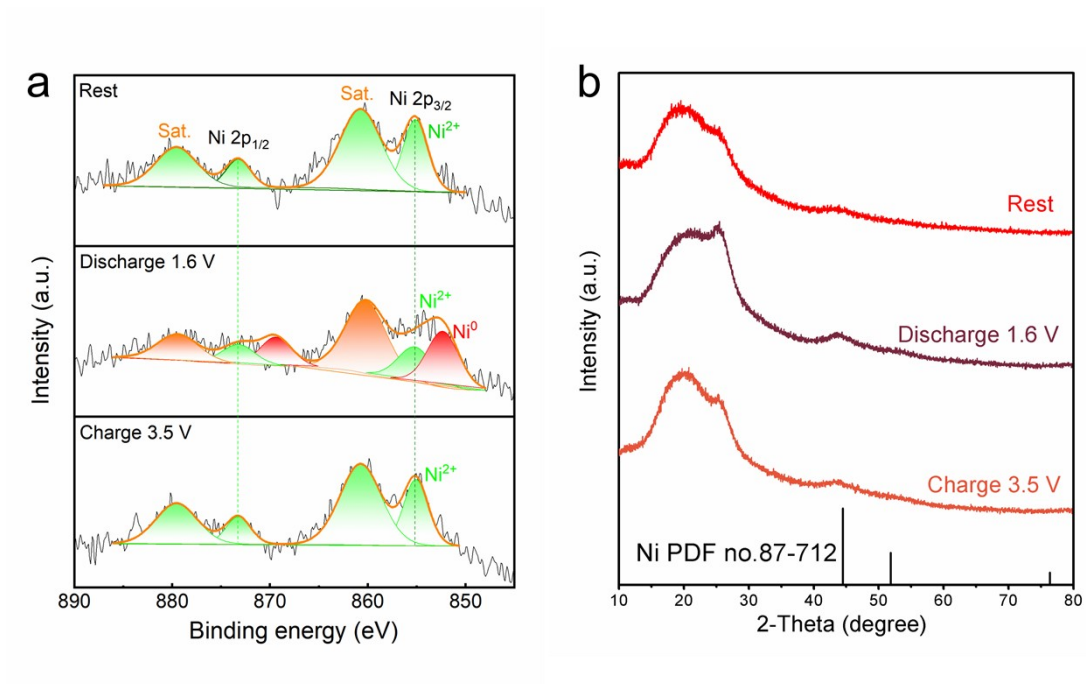 a
Rest
Sat.
Ni 2p1/2
Sat.
Ni 2p3/2
Ni2+
Discharge 1.6 V
Ni2+
Ni0
Charge 3.5 V
Ni2+
Intensity (a.u.)
890 880 870 860 850
Binding energy (eV)
b
Rest
Discharge 1.6 V
Charge 3.5 V
Ni PDF no.87-712
Intensity (a.u.)
10 20 30 40 50 60 70 80
2-Theta (degree)